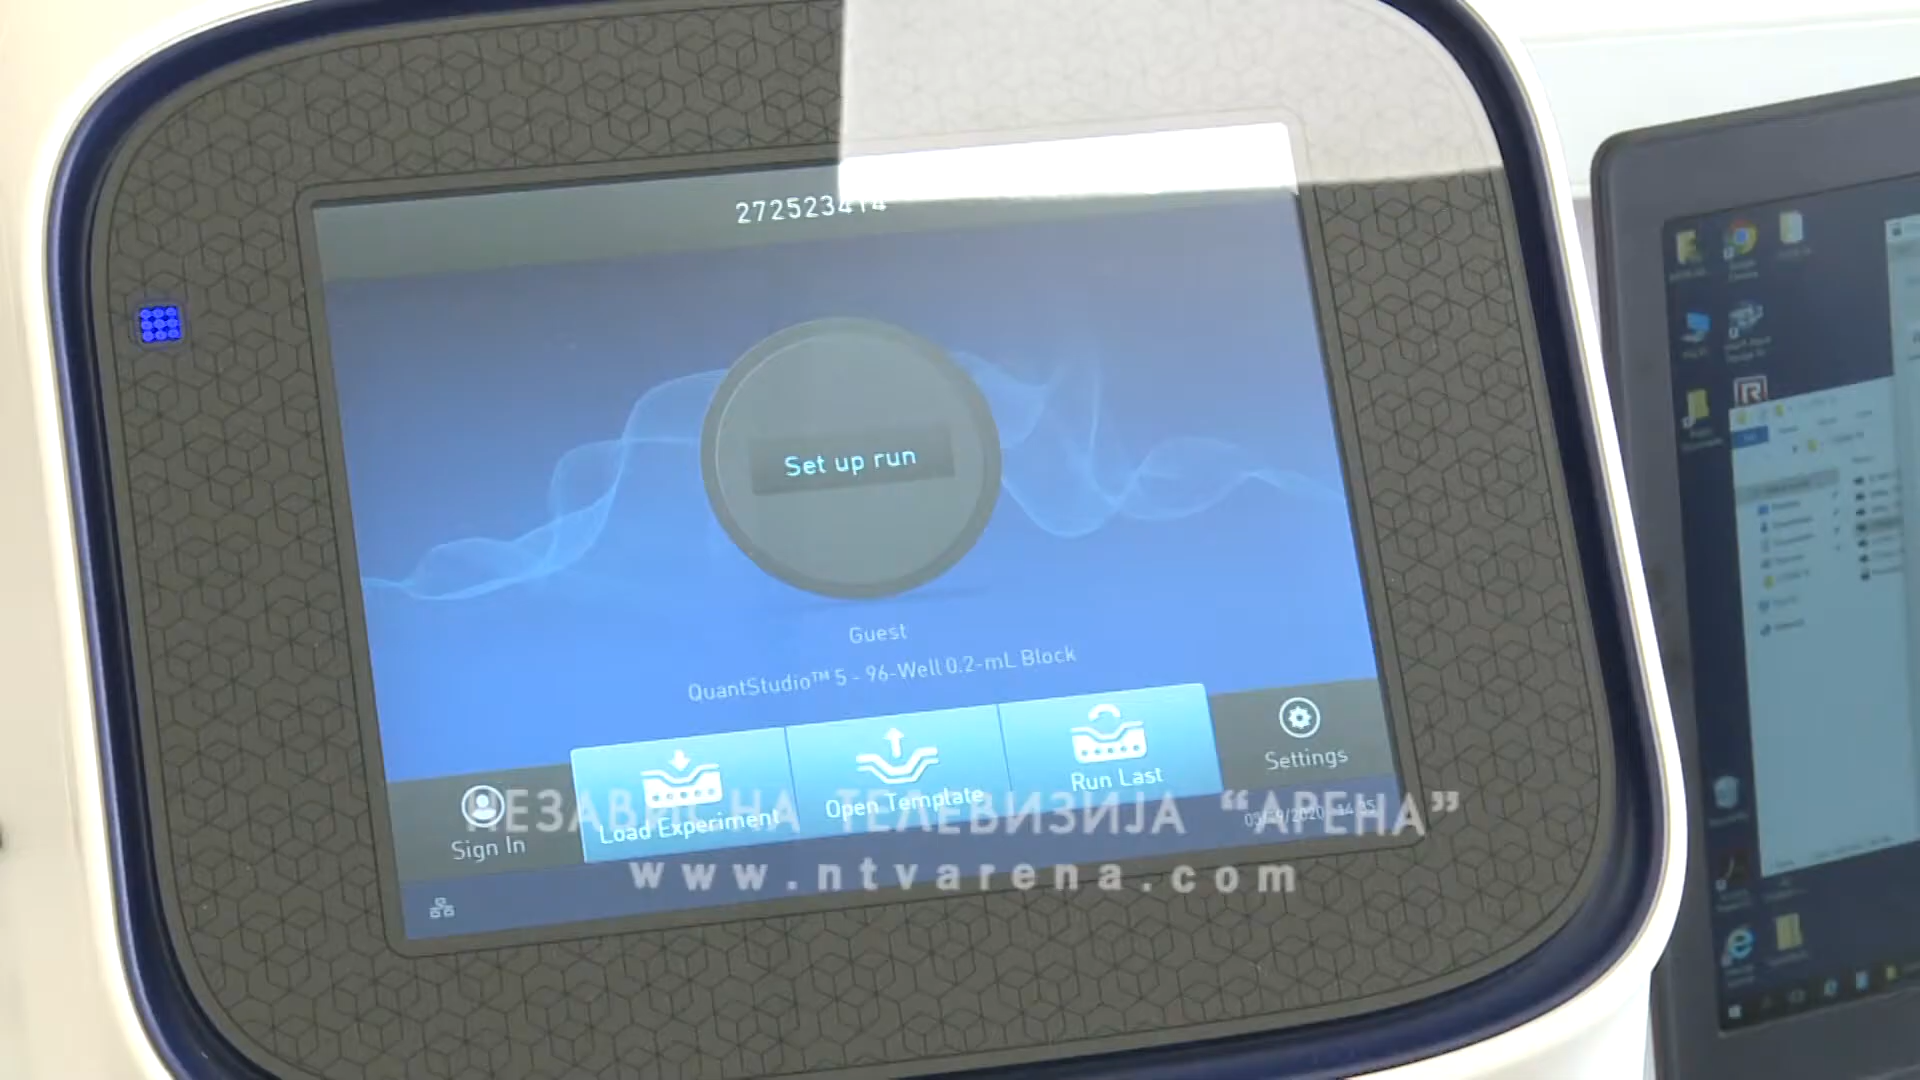 272523414
Set up run
Guest
QuantStudio™ 5 - 96-Well 0.2-mL Block
Sign In
Load Experiment
Open Template
Run Last
Settings
НЕЗАВИСНА ТЕЛЕВИЗИЈА “АРЕНА”
www.ntvarena.com